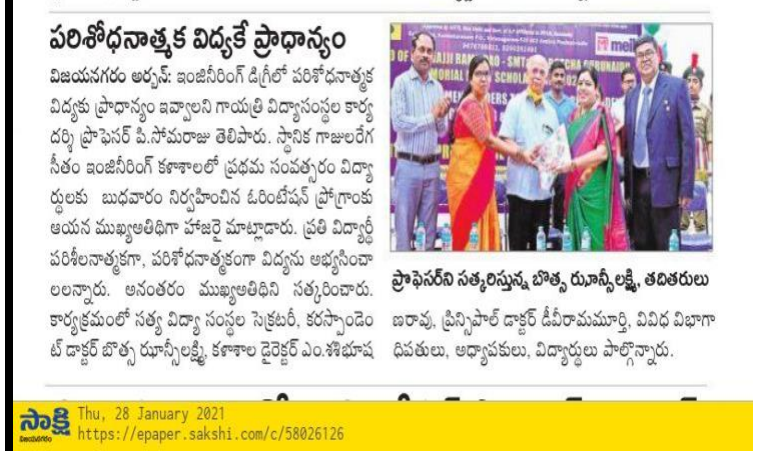 పరిశోధనాత్మక విద్యకే ప్రాధాన్యం
విజయనగరం అర్బన్: ఇంజినీరింగ్ డిగ్రీలో పరిశోధనాత్మక
విద్యకు ప్రాధాన్యం ఇవ్వాలని గాయత్రి విద్యాసంస్థల కార్య
దర్శి ప్రొఫెసర్ పి.సోమరాజు తెలిపారు. స్థానిక గాజులరేగ
సీతం ఇంజినీరింగ్ కళాశాలలో ప్రథమ సంవత్సరం విద్యా
ర్థులకు బుధవారం నిర్వహించిన ఓరింటేషన్ ప్రోగ్రాంకు
ఆయన ముఖ్యఅతిథిగా హాజరై మాట్లాడారు. ప్రతి విద్యార్థీ
పరిశీలనాత్మకగా, పరిశోధనాత్మకంగా విద్యను అభ్యసించా
లలన్నారు. అనంతరం ముఖ్యఅతిథిని సత్కరించారు.
కార్యక్రమంలో సత్య విద్యా సంస్థల సెక్రటరీ, కరస్పాండెం
ట్ డాక్టర్ బొత్స ఝాన్సీలక్ష్మి, కళాశాల డైరెక్టర్ ఎం.శశిభూష
ప్రొఫెసర్‌ని సత్కరిస్తున్న బొత్స ఝాన్సీలక్ష్మి, తదితరులు
ణరావు, ప్రిన్సిపాల్ డాక్టర్ డీవీరామమూర్తి, వివిధ విభాగా
ధిపతులు, అధ్యాపకులు, విద్యార్థులు పాల్గొన్నారు.
సాక్షి
విజయనగరం
Thu, 28 January 2021
https://epaper.sakshi.com/c/58026126